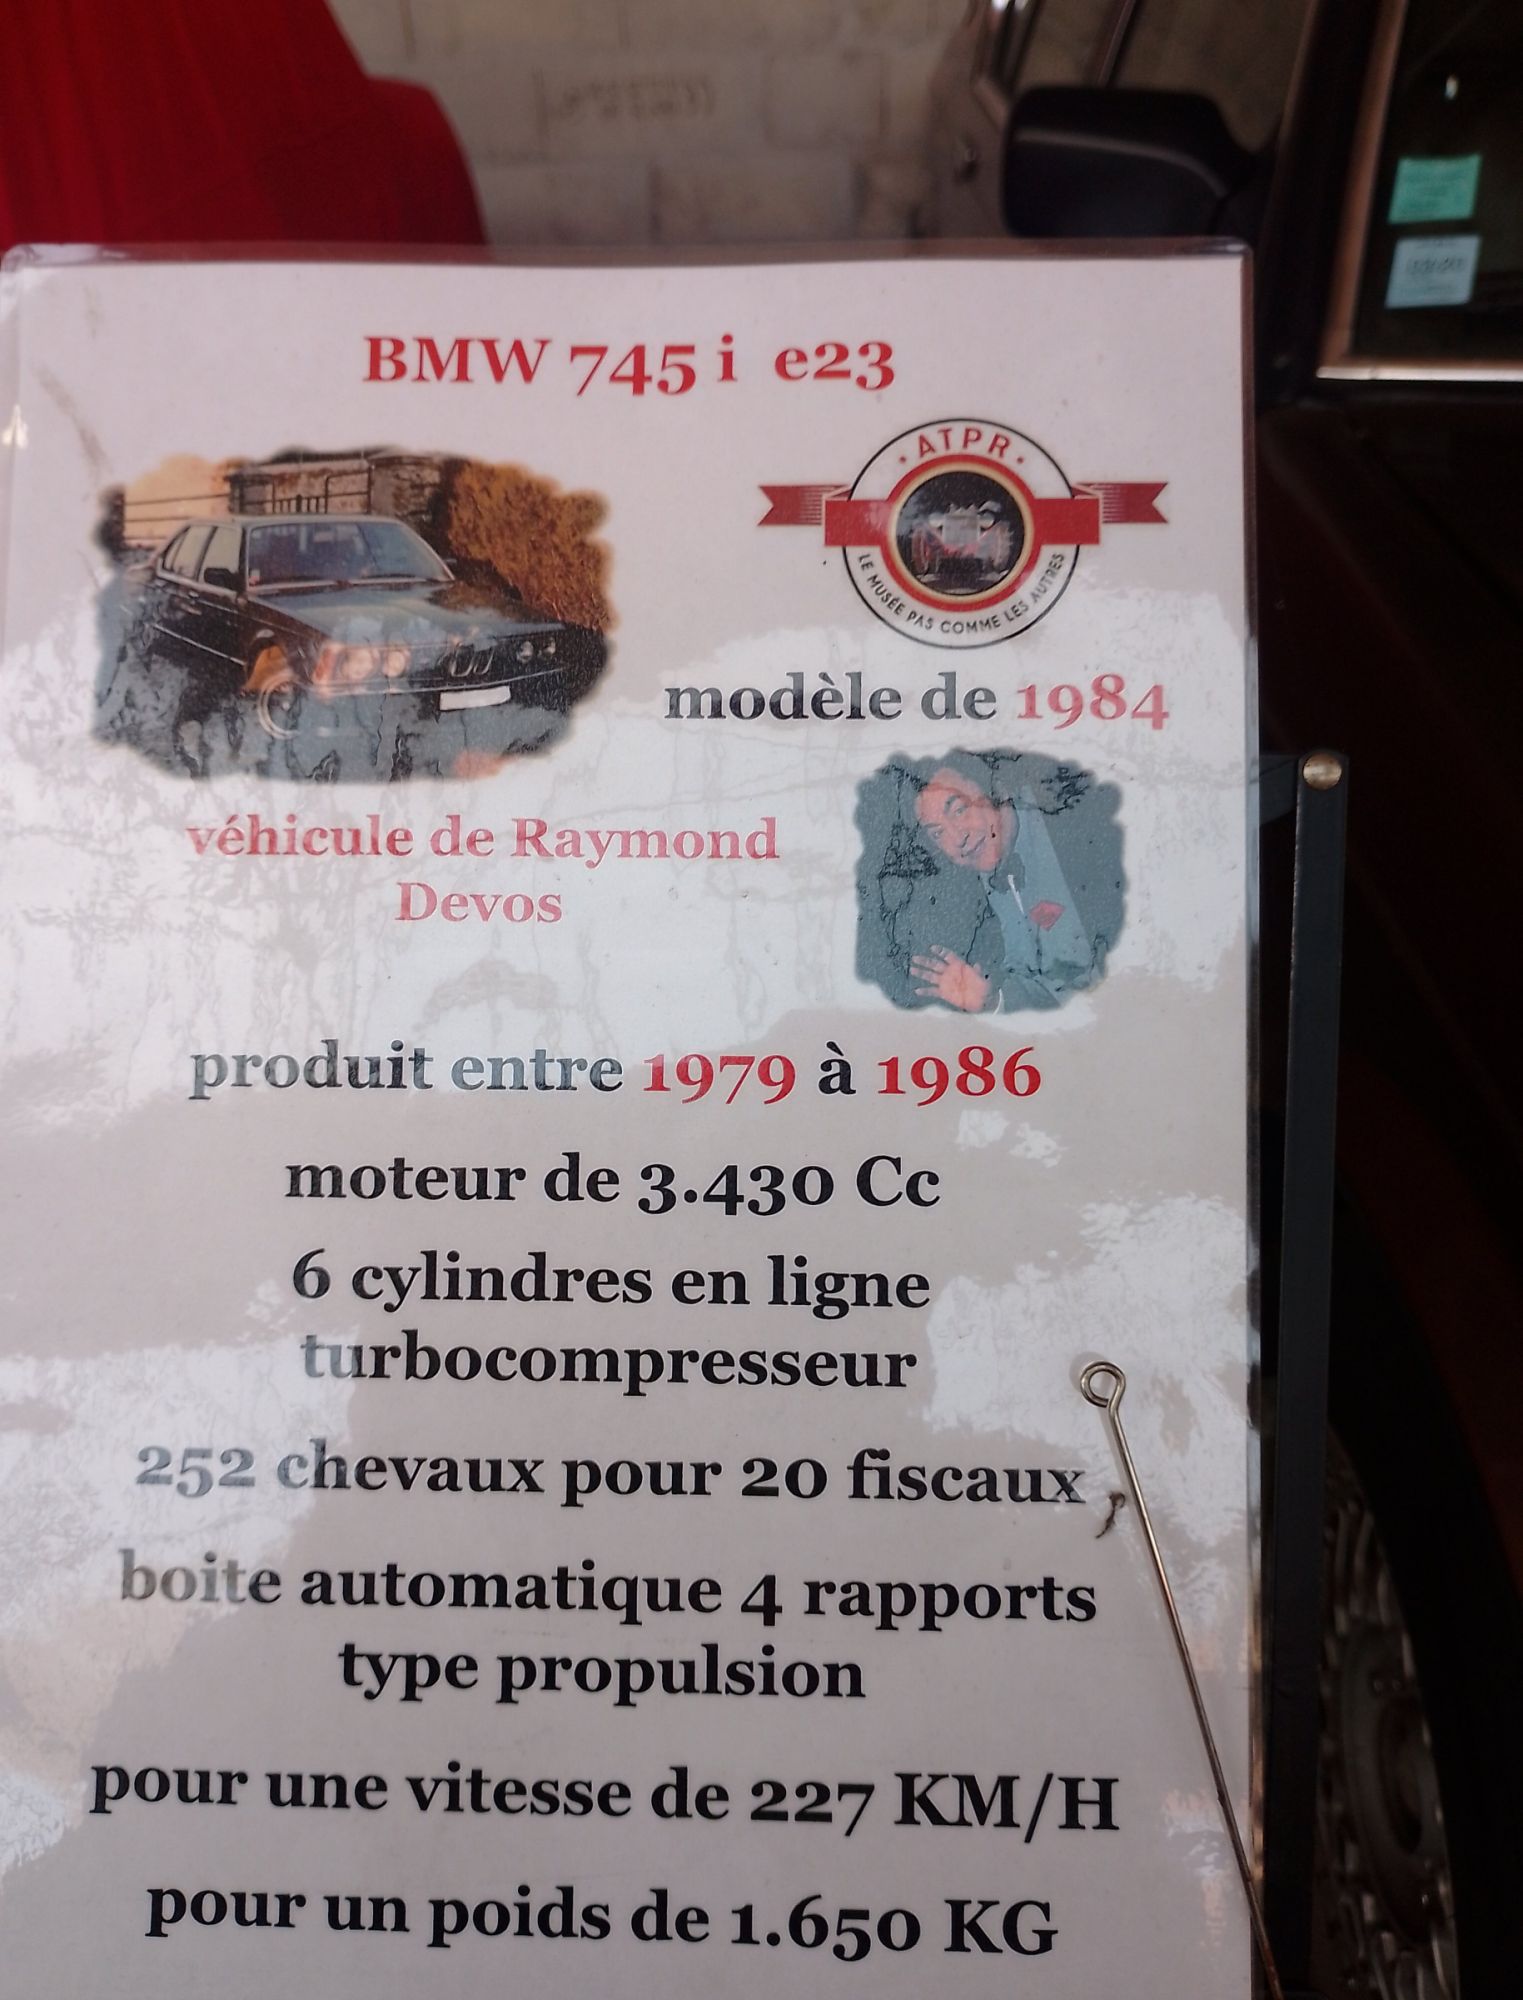 BMW 745 i e23
ATPR
LE MUSÉE PAS COMME LES AUTRES
modèle de 1984
véhicule de Raymond
Devos
produit entre 1979 à 1986
moteur de 3.430 Cc
6 cylindres en ligne
turbocompresseur
252 chevaux pour 20 fiscaux
boite automatique 4 rapports
type propulsion
pour une vitesse de 227 KM/H
pour un poids de 1.650 KG